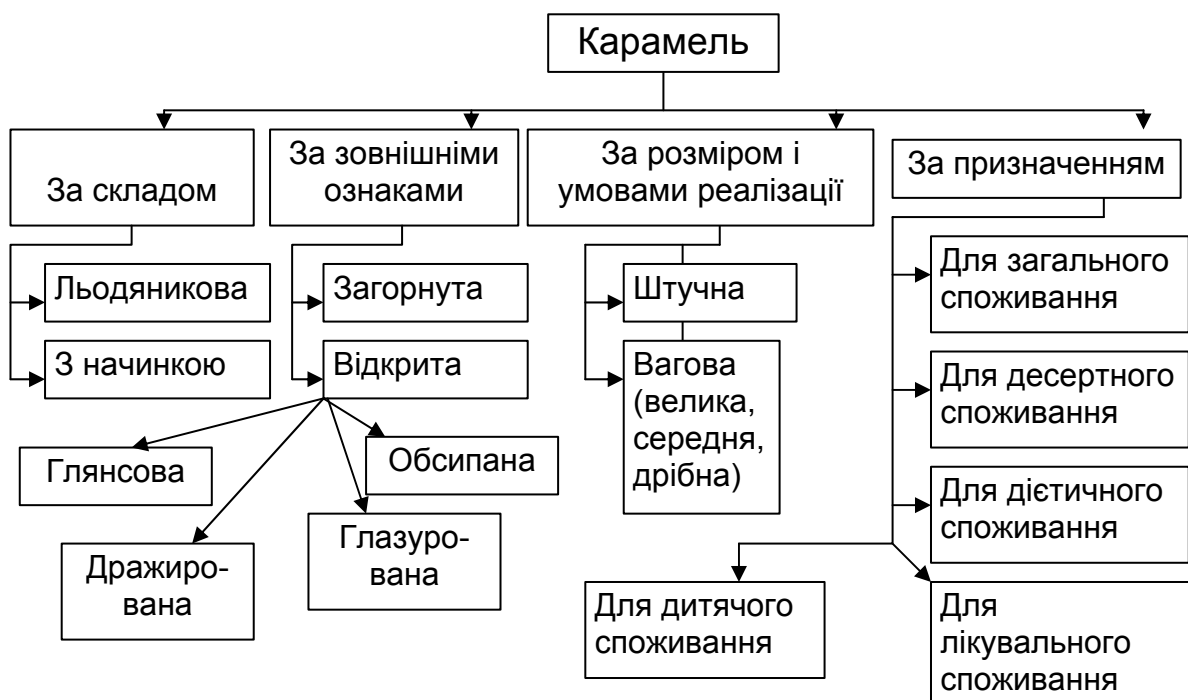 Карамель
За складом
За зовнішніми
ознаками
За розміром і
умовами реалізації
За призначенням
Льодяникова
З начинкою
Загорнута
Відкрита
Глянсова
Обсипана
Дражиро-
вана
Глазуро-
вана
Штучна
Вагова
(велика,
середня,
дрібна)
Для загального
споживання
Для десертного
споживання
Для дієтичного
споживання
Для дитячого
споживання
Для
лікувального
споживання